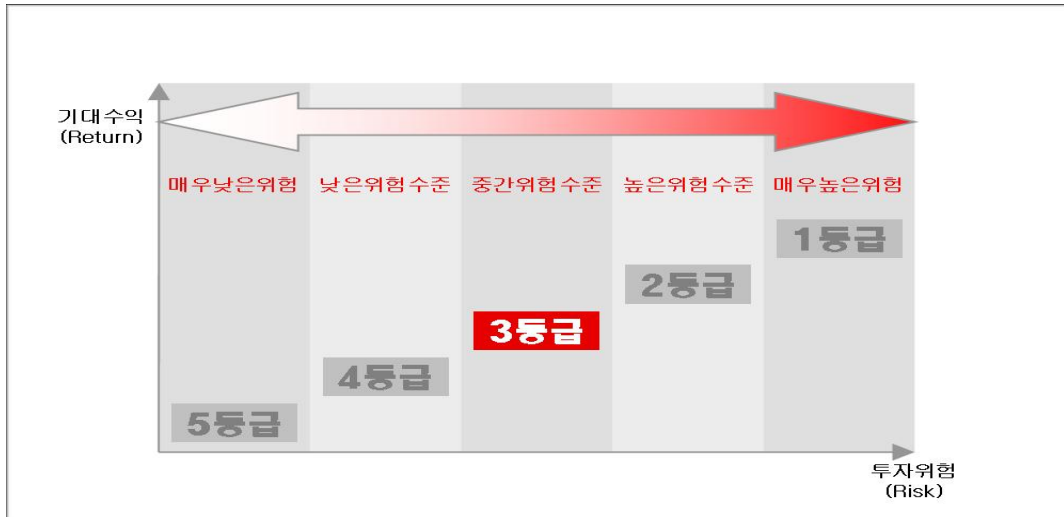 기대수익
(Return)
매우낮은위험 낮은위험수준 중간위험수준 높은위험수준 매우높은위험
1등급
2등급
3등급
4등급
5등급
투자위험
(Risk)